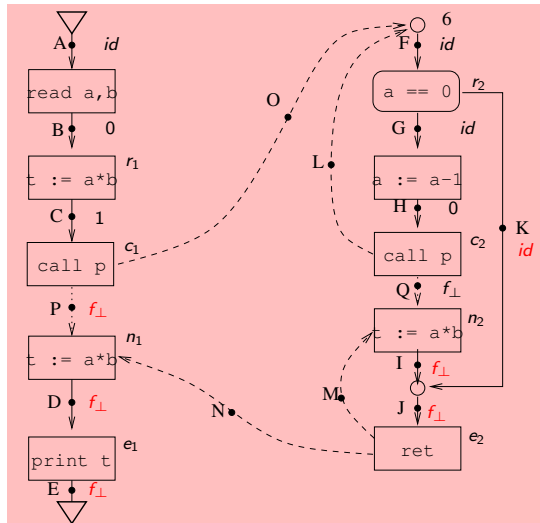 A id
read a,b
B 0
r1
t := a*b
C 1
c1
call p
P f⊥
n1
t := a*b
D f⊥
e1
print t
E f⊥
O
L
N
M
6
F id
r2
a == 0
G id
a := a-1
H 0
K
id
c2
call p
Q f⊥
n2
t := a*b
I f⊥
J f⊥
e2
ret